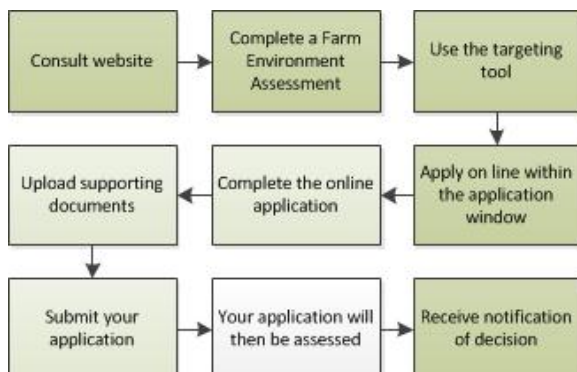 Consult website
Complete a Farm
Environment
Assessment
Use the targeting
tool
Apply on line within
the application
window
Complete the online
application
Upload supporting
documents
Submit your
application
Your application will
then be assessed
Receive notification
of decision